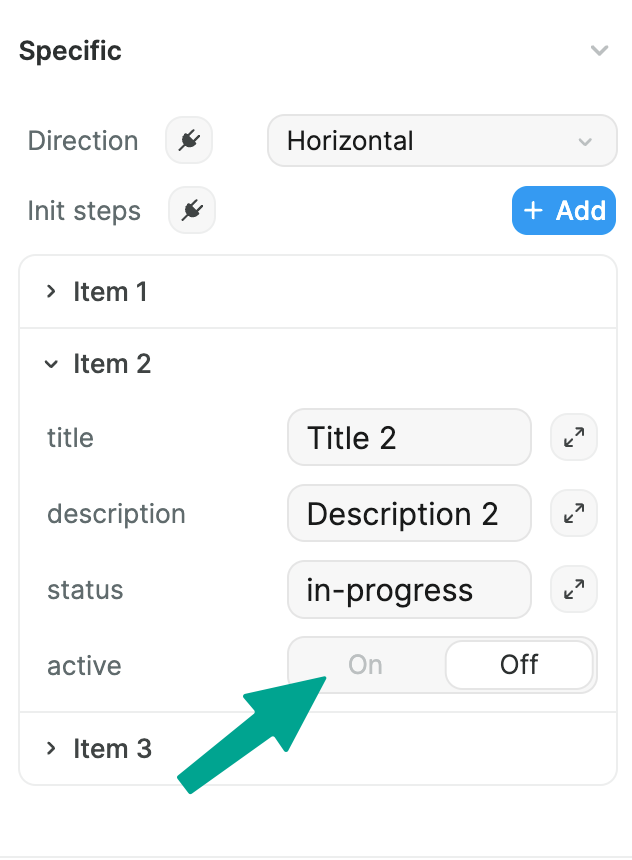 Specific
Direction Horizontal
Init steps + Add
Item 1
Item 2
title Title 2
description Description 2
status in-progress
active On Off
Item 3